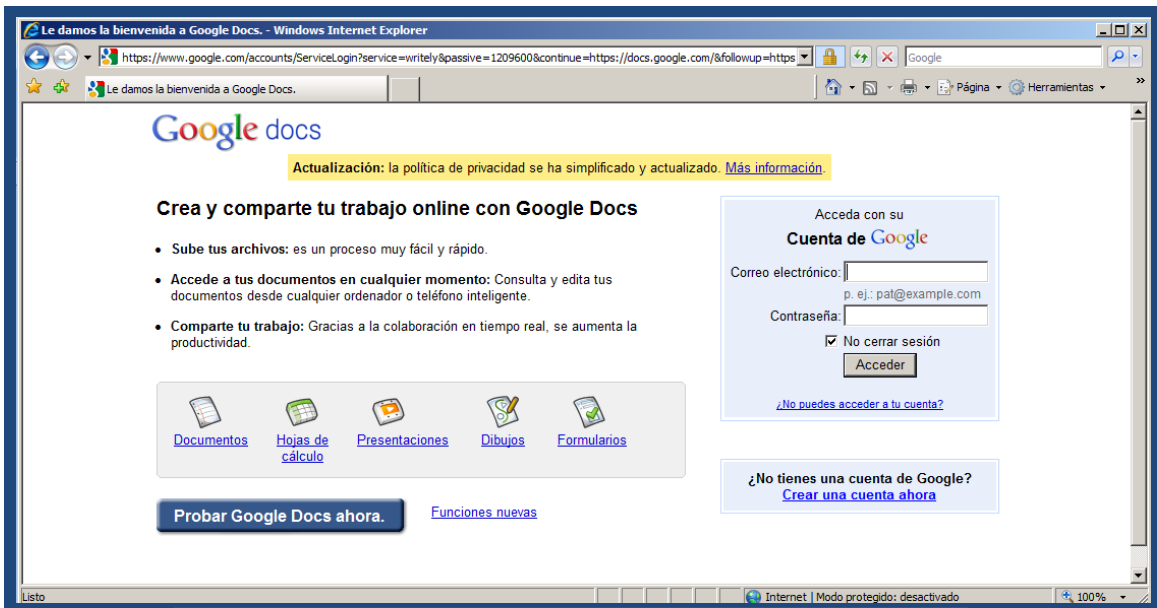 Le damos la bienvenida a Google Docs. - Windows Internet Explorer
https://www.google.com/accounts/ServiceLogin?service=writely&passive=1209600&continue=https://docs.google.com/&followup=https
Google
Le damos la bienvenida a Google Docs.
Página
Herramientas
»
Google docs
Actualización: la política de privacidad se ha simplificado y actualizado. Más información.
Crea y comparte tu trabajo online con Google Docs
• Sube tus archivos: es un proceso muy fácil y rápido.
• Accede a tus documentos en cualquier momento: Consulta y edita tus
documentos desde cualquier ordenador o teléfono inteligente.
• Comparte tu trabajo: Gracias a la colaboración en tiempo real, se aumenta la
productividad.
Documentos
Hojas de
cálculo
Presentaciones
Dibujos
Formularios
Probar Google Docs ahora.
Funciones nuevas
Acceda con su
Cuenta de Google
Correo electrónico:
p. ej.: pat@example.com
Contraseña:
No cerrar sesión
Acceder
¿No puedes acceder a tu cuenta?
¿No tienes una cuenta de Google?
Crear una cuenta ahora
Listo
Internet | Modo protegido: desactivado
100%